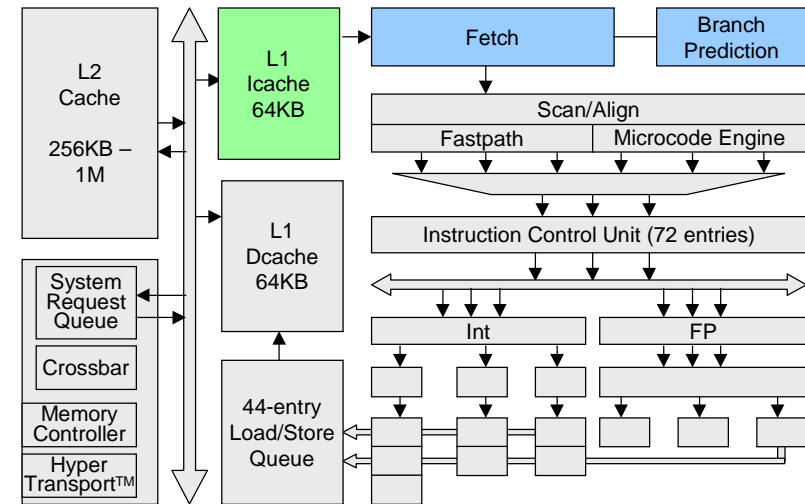 L2
Cache
256KB –
1M
L1
Icache
64KB
Fetch
Branch
Prediction
Scan/Align
Fastpath
Microcode Engine
Instruction Control Unit (72 entries)
L1
Dcache
64KB
System
Request
Queue
Crossbar
Memory
Controller
Hyper
Transport™
44-entry
Load/Store
Queue
Int
FP